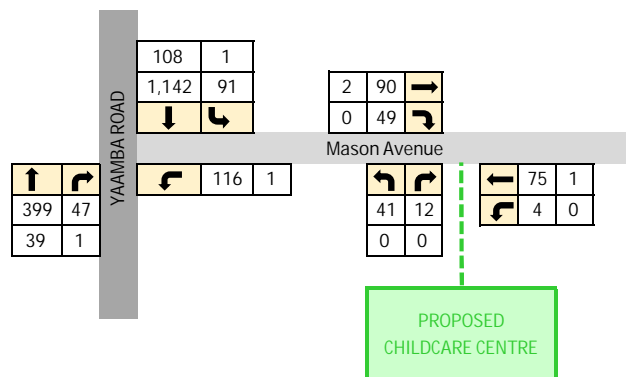 108 1
1,142 91
2 90
0 49
YAAMBA ROAD
Mason Avenue
116 1
399 47
39 1
41 12
0 0
75 1
4 0
PROPOSED
CHILDCARE CENTRE